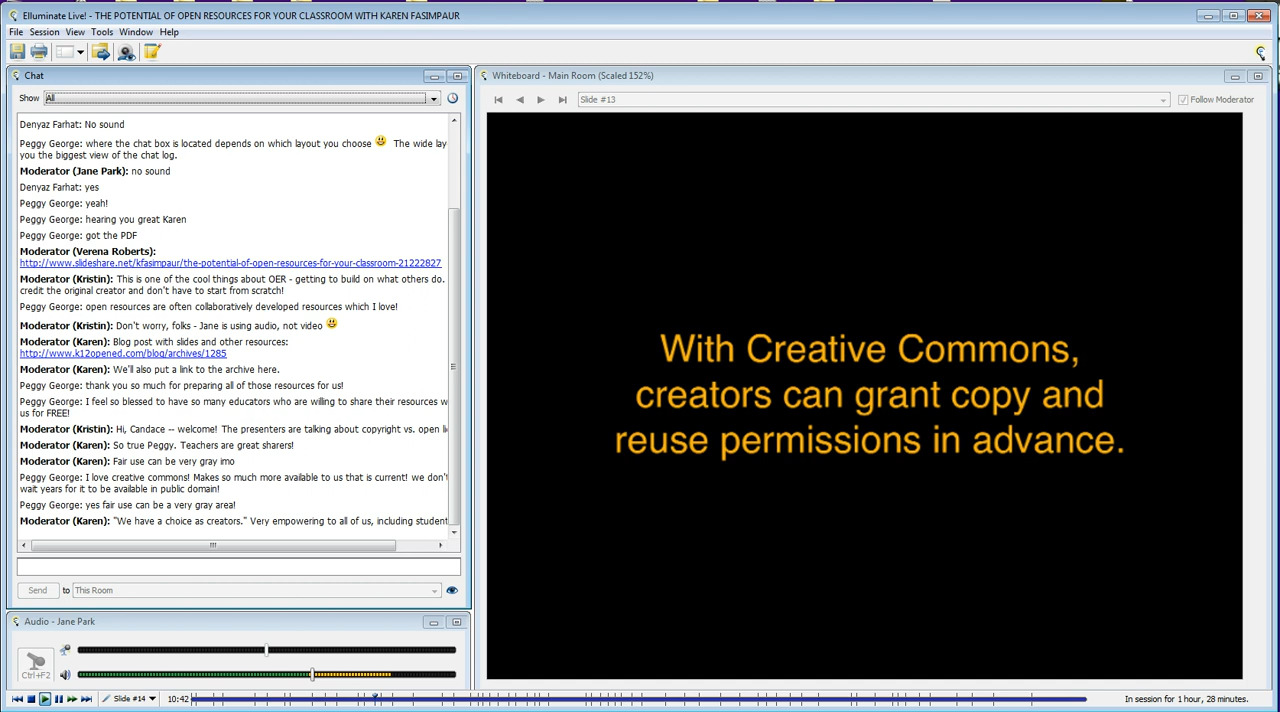 Elluminate Live! - THE POTENTIAL OF OPEN RESOURCES FOR YOUR CLASSROOM WITH KAREN FASIMPAUR
File Session View Tools Window Help
Chat
Show All
Denyaz Farhat: No sound
Peggy George: where the chat box is located depends on which layout you choose The wide lay
you the biggest view of the chat log.
Moderator (Jane Park): no sound
Denyaz Farhat: yes
Peggy George: yeah!
Peggy George: hearing you great Karen
Peggy George: got the PDF
Moderator (Verena Roberts):
http://www.slideshare.net/kfasimpaur/the-potential-of-open-resources-for-your-classroom-21222827
Moderator (Kristin): This is one of the cool things about OER - getting to build on what others do.
credit the original creator and don't have to start from scratch!
Peggy George: open resources are often collaboratively developed resources which I love!
Moderator (Kristin): Don't worry, folks - Jane is using audio, not video
Moderator (Karen): Blog post with slides and other resources:
http://www.k12opened.com/blog/archives/1285
Moderator (Karen): We'll also put a link to the archive here.
Peggy George: thank you so much for preparing all of those resources for us!
Peggy George: I feel so blessed to have so many educators who are willing to share their resources w
us for FREE!
Moderator (Kristin): Hi, Candace -- welcome! The presenters are talking about copyright vs. open li
Moderator (Karen): So true Peggy. Teachers are great sharers!
Moderator (Karen): Fair use can be very gray imo
Peggy George: I love creative commons! Makes so much more available to us that is current! we don'
wait years for it to be available in public domain!
Peggy George: yes fair use can be a very gray area!
Moderator (Karen): "We have a choice as creators." Very empowering to all of us, including student
Send to This Room
Audio - Jane Park
Ctrl+F2
Slide #14 10:42
Whiteboard - Main Room (Scaled 152%)
Slide #13 Follow Moderator
With Creative Commons,
creators can grant copy and
reuse permissions in advance.
In session for 1 hour, 28 minutes.